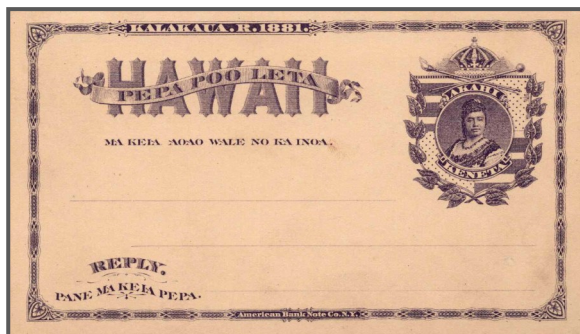 KALAKAUA.R.1881.
HAWAII
PEPA POO LETA
MA KEIA AOAO WALE NO KA INOA.
AKAHI
KENETA
REPLY.
PANE MA KEIA PEPA.
American Bank Note Co. N.Y.